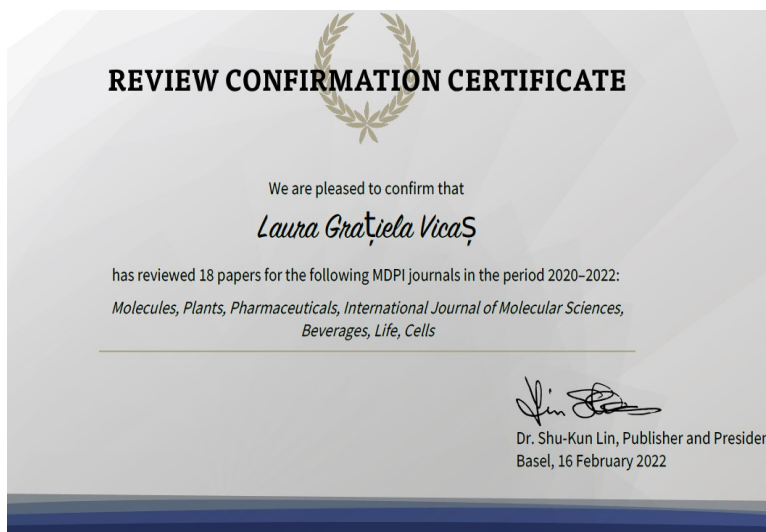 REVIEW CONFIRMATION CERTIFICATE
We are pleased to confirm that
Laura Grațiela Vicaș
has reviewed 18 papers for the following MDPI journals in the period 2020–2022:
Molecules, Plants, Pharmaceuticals, International Journal of Molecular Sciences,
Beverages, Life, Cells
Dr. Shu-Kun Lin, Publisher and Presiden
Basel, 16 February 2022